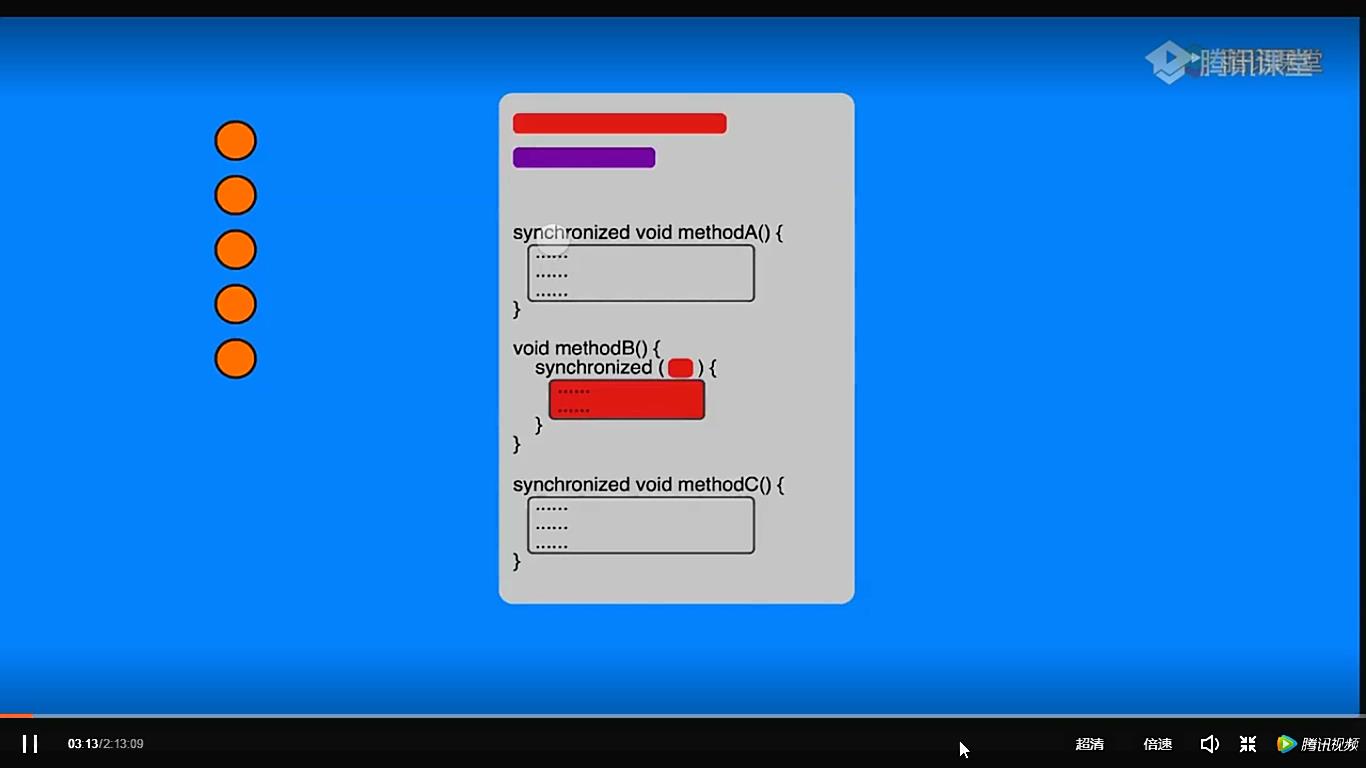 腾讯课堂
synchronized void methodA() {
......
......
......
}
void methodB() {
synchronized ( ) {
......
......
}
}
synchronized void methodC() {
......
......
......
}
03:13/2:13:09
超清
倍速
腾讯视频